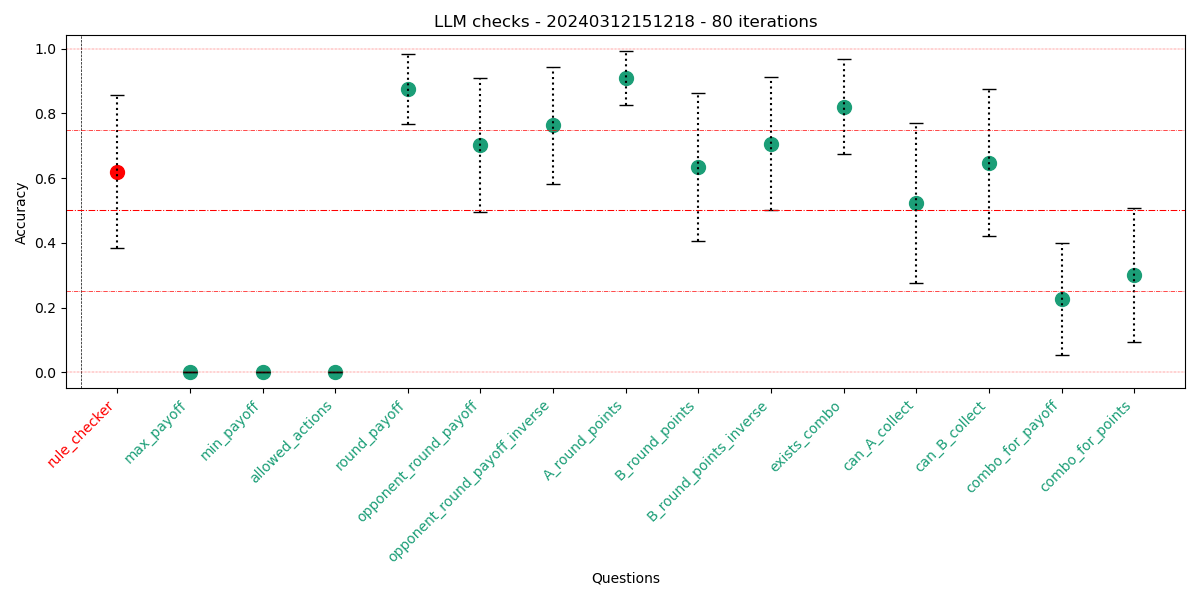 LLM checks - 20240312151218 - 80 iterations
Accuracy
1.0
0.8
0.6
0.4
0.2
0.0
rule_checker
max_payoff
min_payoff
allowed_actions
round_payoff
opponent_round_payoff
opponent_round_payoff_inverse
A_round_points
B_round_points
B_round_points_inverse
exists_combo
can_A_collect
can_B_collect
combo_for_payoff
combo_for_points
Questions